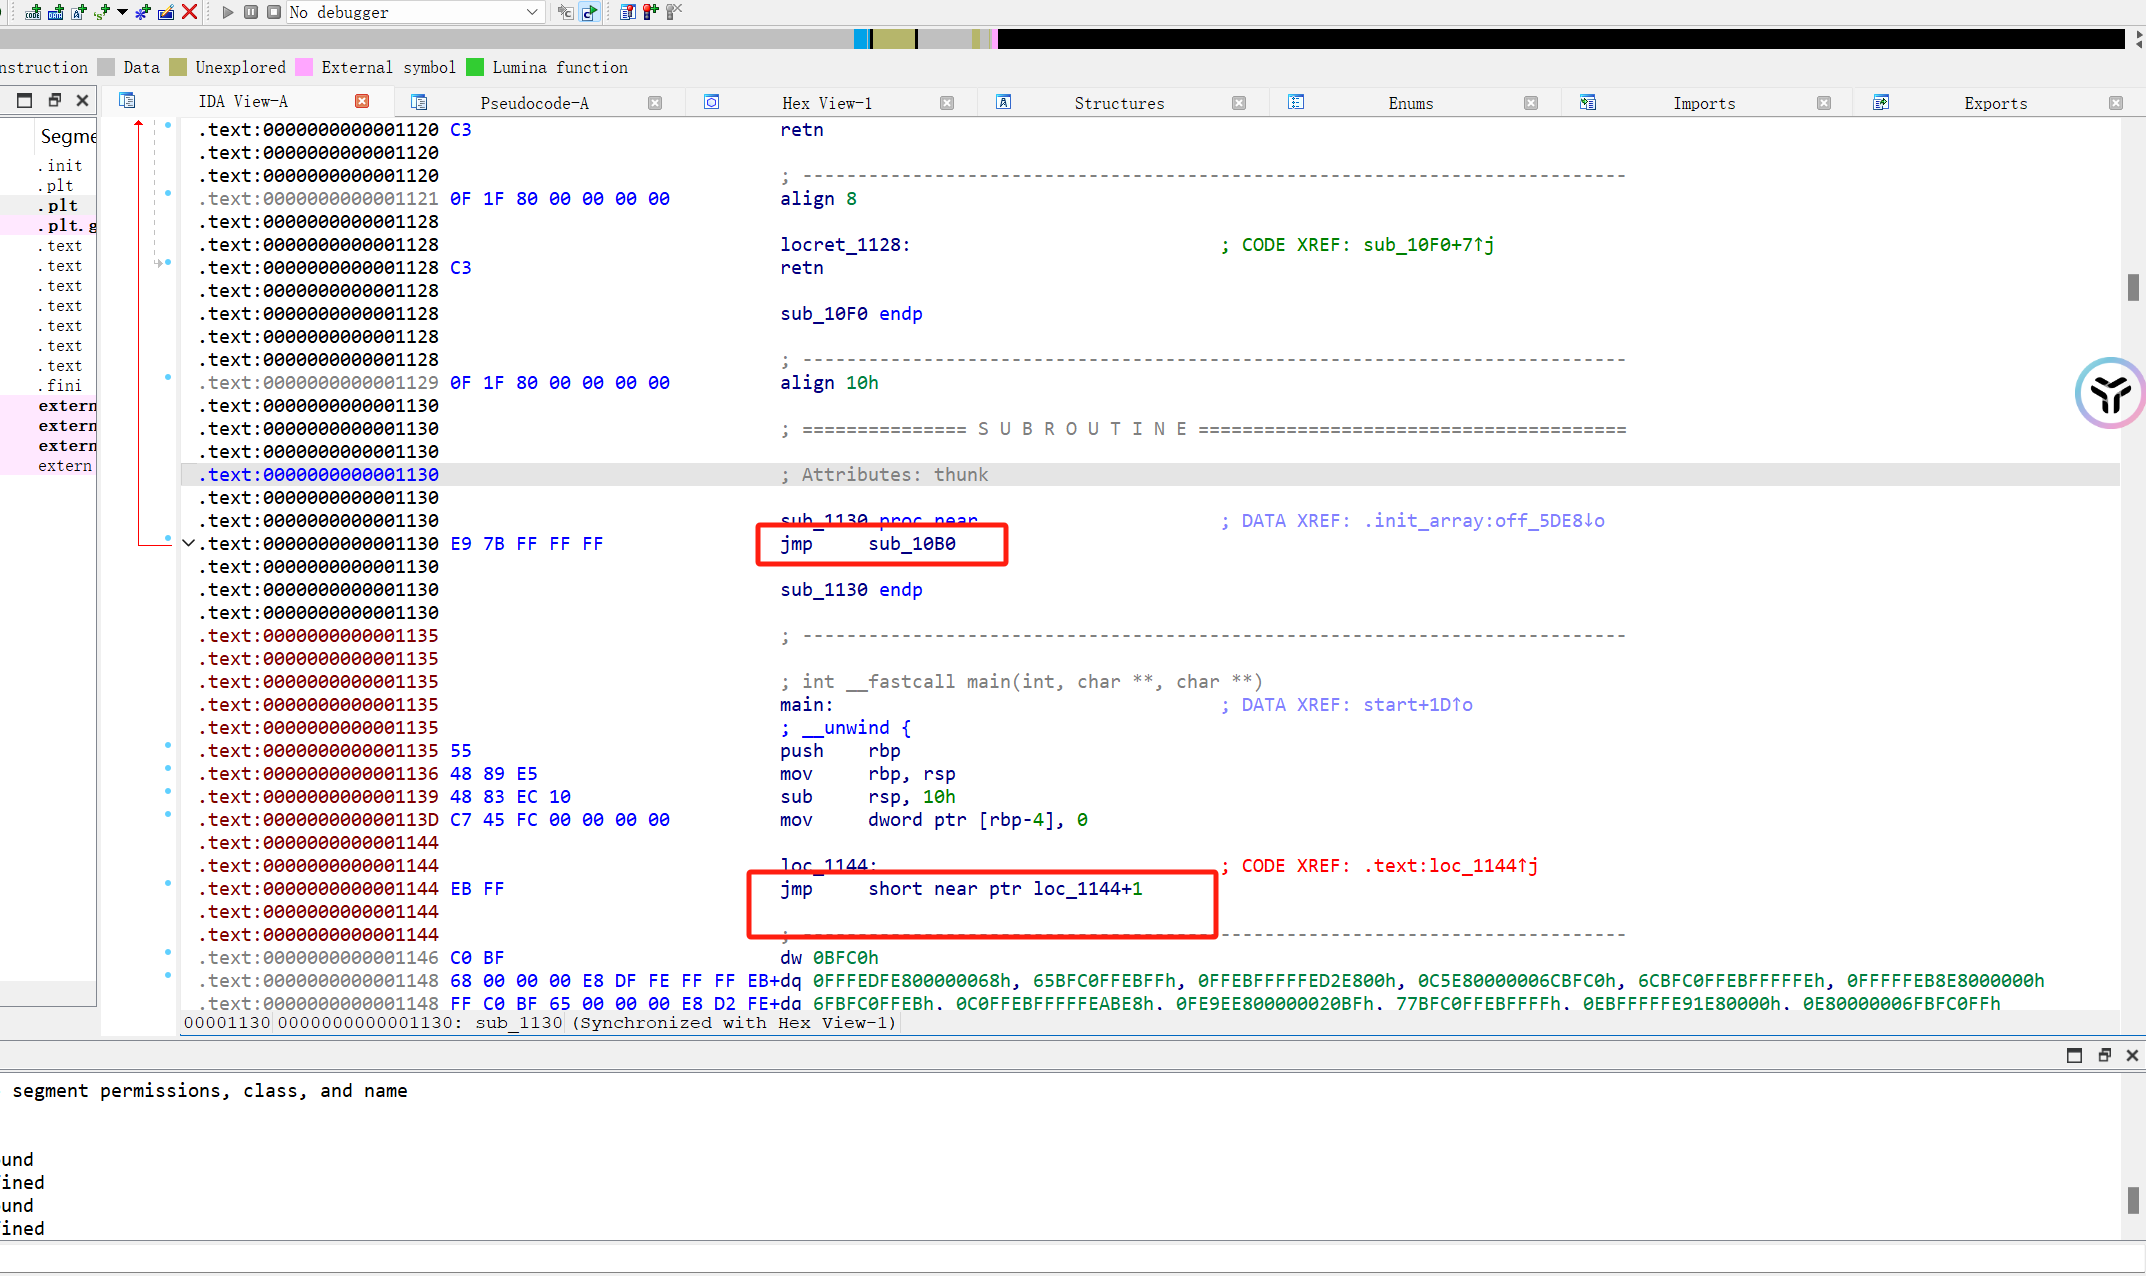 No debugger
nstruction Data Unexplored External symbol Lumina function
IDA View-A Pseudocode-A Hex View-1 Structures Enums Imports Exports
Segme
.init
.plt
.plt
.plt.g
.text
.text
.text
.text
.text
.text
.text
.fini
extern
extern
extern
extern
.text:0000000000001120 C3 retn
.text:0000000000001120
.text:0000000000001120 ; ---------------------------------------------------------------------------
.text:0000000000001121 0F 1F 80 00 00 00 00 align 8
.text:0000000000001128
.text:0000000000001128 locret_1128: ; CODE XREF: sub_10F0+7↑j
.text:0000000000001128 C3 retn
.text:0000000000001128
.text:0000000000001128 sub_10F0 endp
.text:0000000000001128
.text:0000000000001128 ; ---------------------------------------------------------------------------
.text:0000000000001129 0F 1F 80 00 00 00 00 align 10h
.text:0000000000001130
.text:0000000000001130 ; =============== S U B R O U T I N E =======================================
.text:0000000000001130
.text:0000000000001130 ; Attributes: thunk
.text:0000000000001130
.text:0000000000001130 sub_1130 proc near ; DATA XREF: .init_array:off_5DE8↓o
.text:0000000000001130 E9 7B FF FF FF jmp sub_10B0
.text:0000000000001130
.text:0000000000001130 sub_1130 endp
.text:0000000000001130
.text:0000000000001135 ; ---------------------------------------------------------------------------
.text:0000000000001135
.text:0000000000001135 ; int __fastcall main(int, char **, char **)
.text:0000000000001135 main: ; DATA XREF: start+1D↑o
.text:0000000000001135 ; __unwind {
.text:0000000000001135 55 push rbp
.text:0000000000001136 48 89 E5 mov rbp, rsp
.text:0000000000001139 48 83 EC 10 sub rsp, 10h
.text:000000000000113D C7 45 FC 00 00 00 00 mov dword ptr [rbp-4], 0
.text:0000000000001144
.text:0000000000001144 loc_1144: ; CODE XREF: .text:loc_1144↑j
.text:0000000000001144 EB FF jmp short near ptr loc_1144+1
.text:0000000000001144
.text:0000000000001144 ; ---------------------------------------------------------------------------
.text:0000000000001146 C0 BF dw 0BFC0h
.text:0000000000001148 68 00 00 00 E8 DF FE FF FF EB+dq 0FFFEDFE800000068h, 65BFC0FFEBFFh, 0FFEBFFFFFED2E800h, 0C5E80000006CBFC0h, 6CBFC0FFEBFFFFFEh, 0FFFFFEB8E8000000h
.text:0000000000001148 FF C0 BF 65 00 00 00 E8 D2 FE+dq 6FBFC0FFEBh, 0C0FFEBFFFFFEABE8h, 0FE9EE800000020BFh, 77BFC0FFEBFFFFh, 0EBFFFFFE91E80000h, 0E80000006FBFC0FFh
00001130 0000000000001130: sub_1130 (Synchronized with Hex View-1)
segment permissions, class, and name
und
ined
und
ined